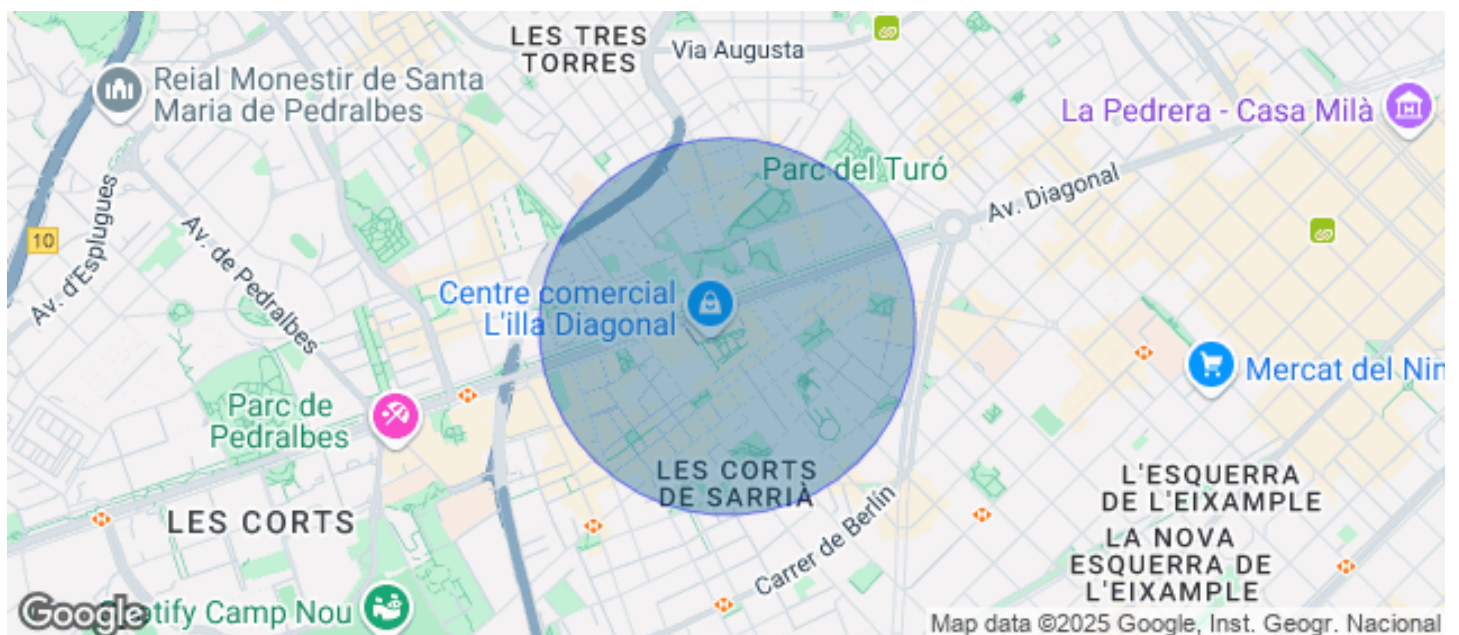 LES TRES
TORRES
Via Augusta
Reial Monestir de Santa
Maria de Pedralbes
La Pedrera - Casa Milà
Parc del Turó
Av. Diagonal
Av. d'Esplugues
10
Av. de Pedralbes
Centre comercial
L'illa Diagonal
Mercat del Nin
Parc de
Pedralbes
LES CORTS
DE SARRIÀ
L'ESQUERRA
DE L'EIXAMPLE
LES CORTS
Carrer de Berlín
LA NOVA
ESQUERRA DE
L'EIXAMPLE
Google
otify Camp Nou
Map data ©2025 Google, Inst. Geogr. Nacional